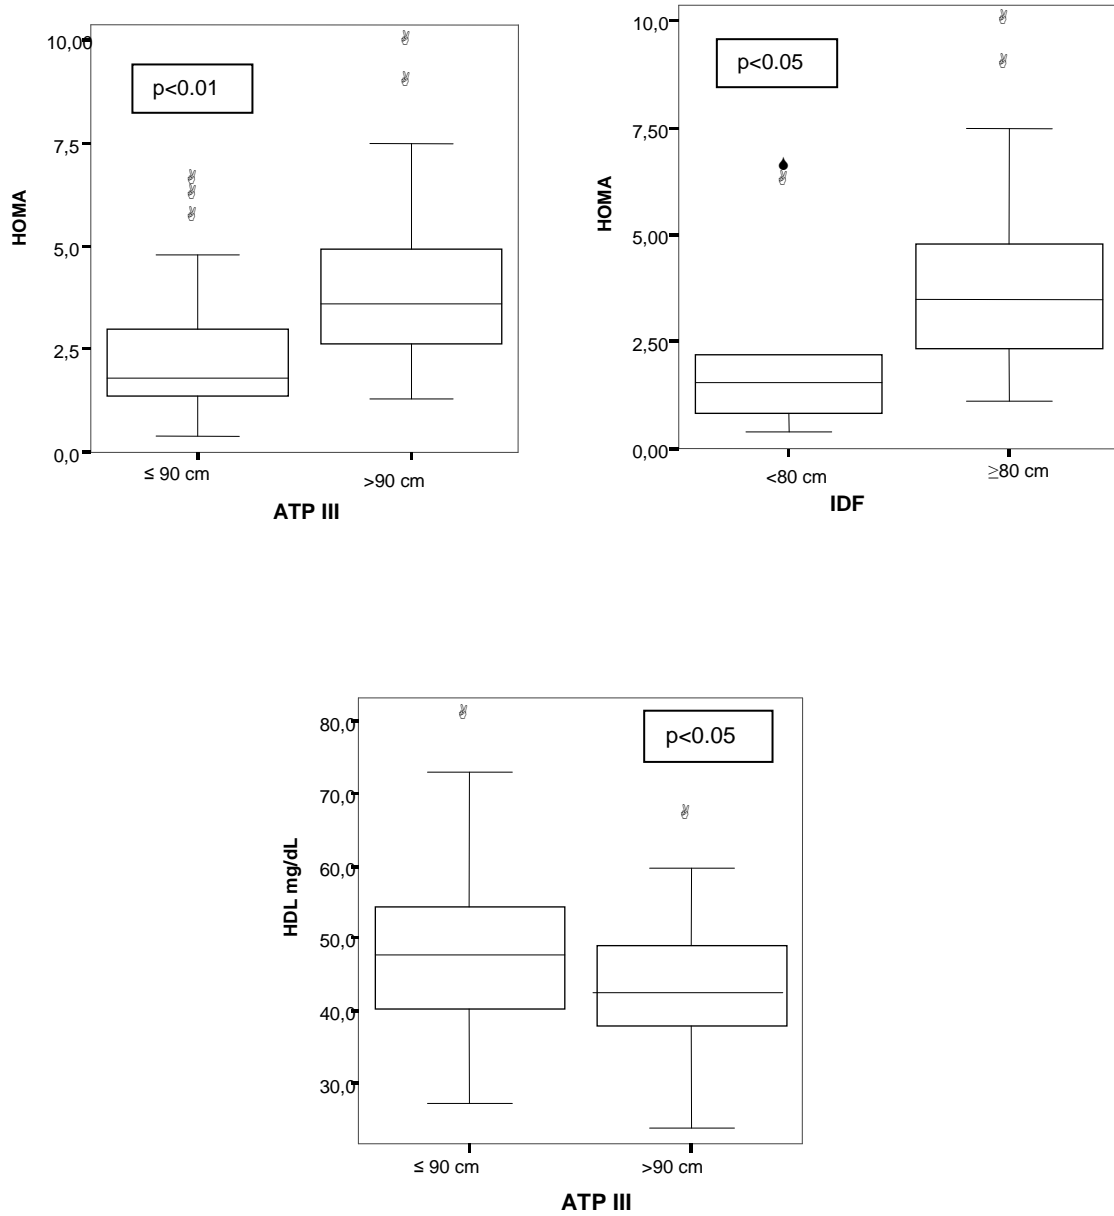 10,00
p<0.01
7,5
HOMA
5,0
2,5
0,0
≤ 90 cm
>90 cm
ATP III
10,0
p<0.05
7,50
HOMA
5,00
2,50
0,00
<80 cm
≥80 cm
IDF
80,0
p<0.05
70,0
60,0
HDL mg/dL
50,0
40,0
30,0
≤ 90 cm
>90 cm
ATP III